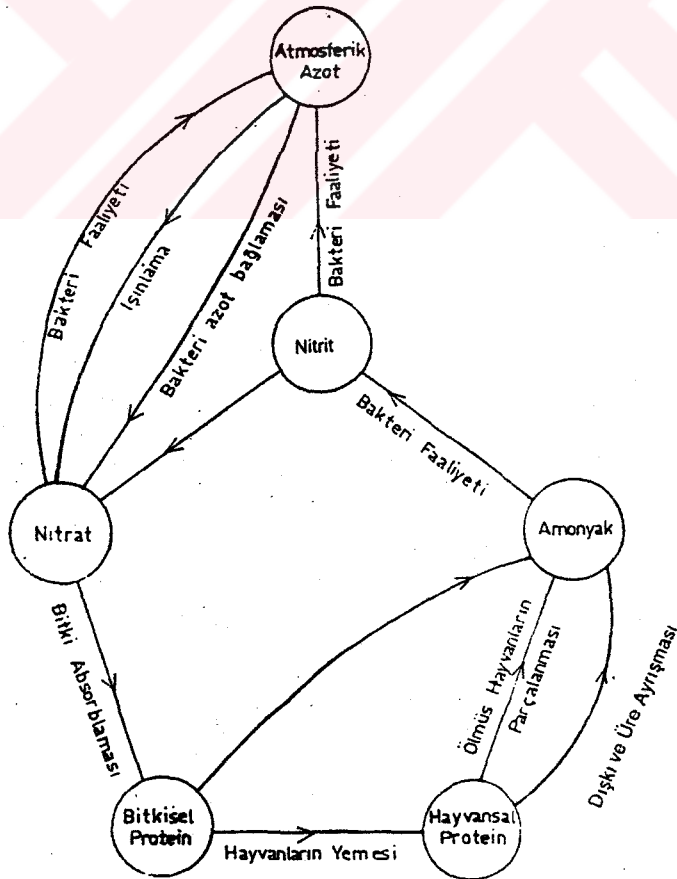 Atmosferik
Azot
Bakteri Faaliyeti
Işınlama
Bakteri azot bağlaması
Bakteri Faaliyeti
Nitrit
Bakteri Faaliyeti
Nitrat
Amonyak
Bitki Absorblaması
Ölmüs Hayvanların
Parçalanması
Dışkı ve Üre Ayrışması
Bitkisel
Protein
Hayvanların Yemesi
Hayvansal
Protein